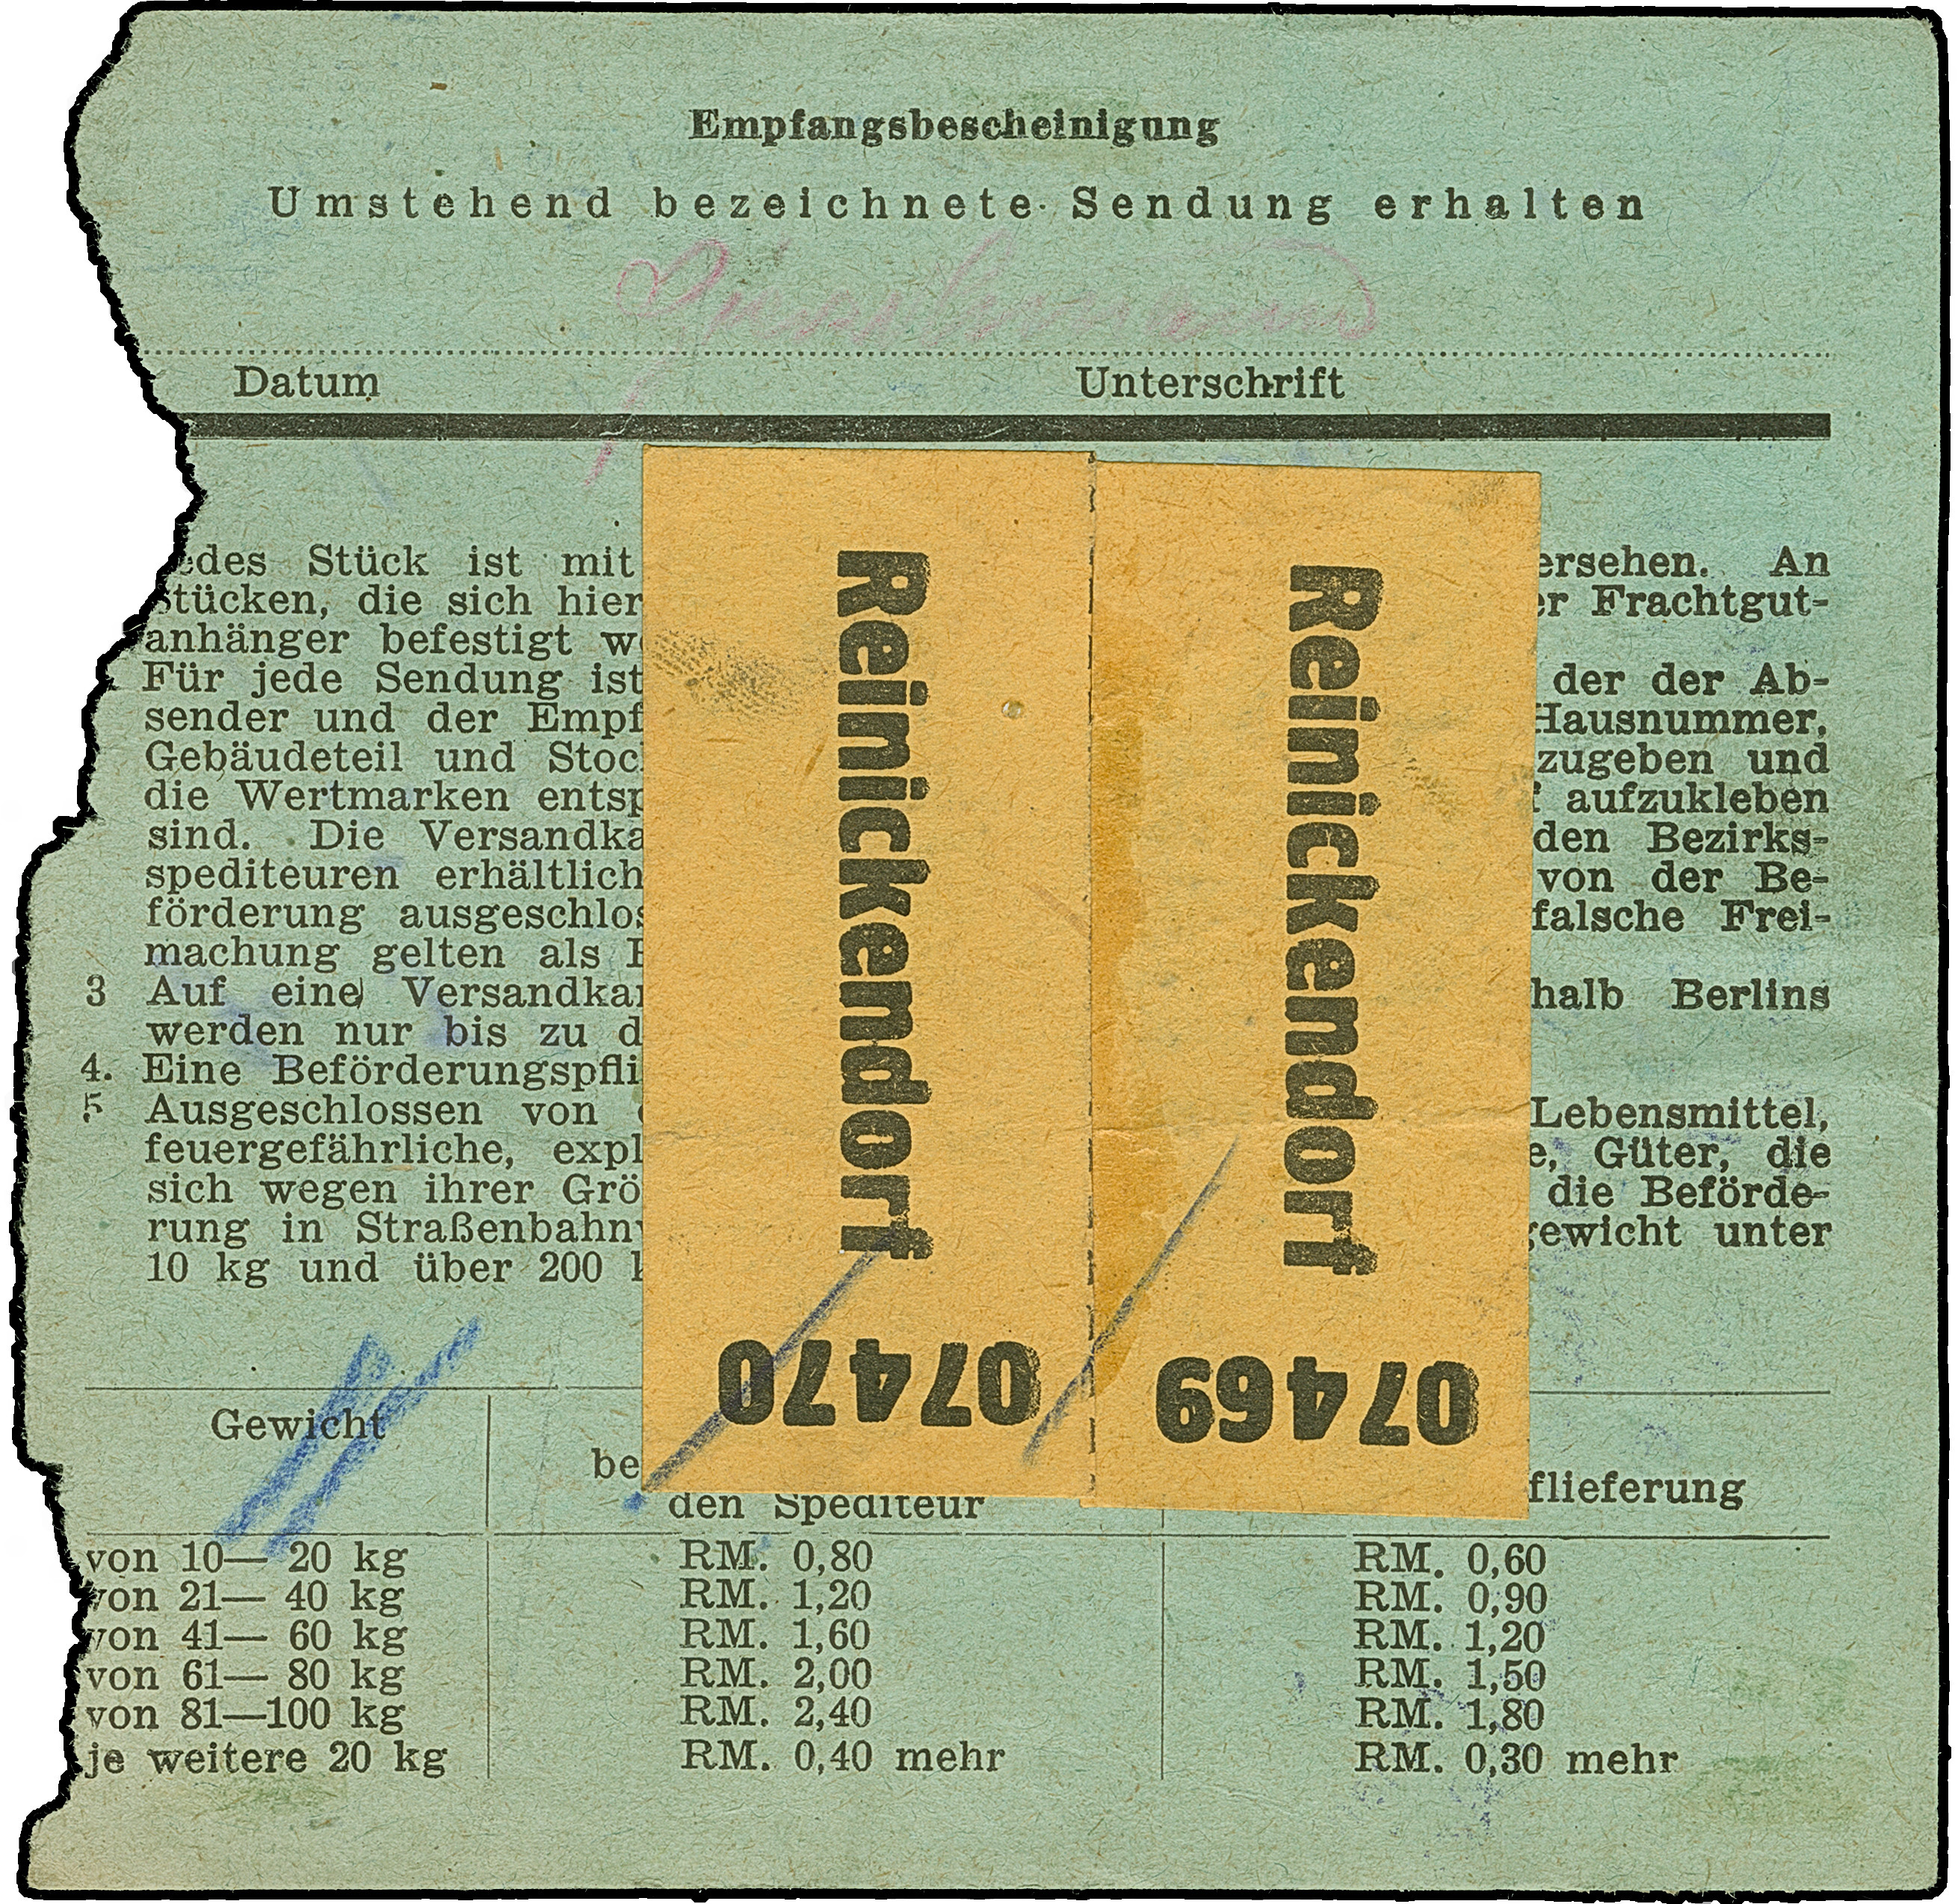 Empfangsbescheinigung
Umstehend bezeichnete Sendung erhalten
Datum Unterschrift
edes Stück ist mit ersehen. An
Stücken, die sich hier er Frachtgut-
anhänger befestigt we
Für jede Sendung ist der der Ab-
sender und der Empf Hausnummer,
Gebäudeteil und Stoc zugeben und
die Wertmarken entsp aufzukleben
sind. Die Versandka den Bezirks-
spediteuren erhältlich von der Be-
förderung ausgeschlos falsche Frei-
machung gelten als
3 Auf eine Versandkar halb Berlins
werden nur bis zu d
4. Eine Beförderungspfli
5 Ausgeschlossen von Lebensmittel,
feuergefährliche, expl e, Güter, die
sich wegen ihrer Grö die Beförde-
rung in Straßenbahn gewicht unter
10 kg und über 200
Reinickendorf
07470
Reinickendorf
07469
Gewicht
be
den Spediteur
flieferung
von 10— 20 kg RM. 0,80 RM. 0,60
von 21— 40 kg RM. 1,20 RM. 0,90
von 41— 60 kg RM. 1,60 RM. 1,20
von 61— 80 kg RM. 2,00 RM. 1,50
von 81—100 kg RM. 2,40 RM. 1,80
je weitere 20 kg RM. 0,40 mehr RM. 0,30 mehr